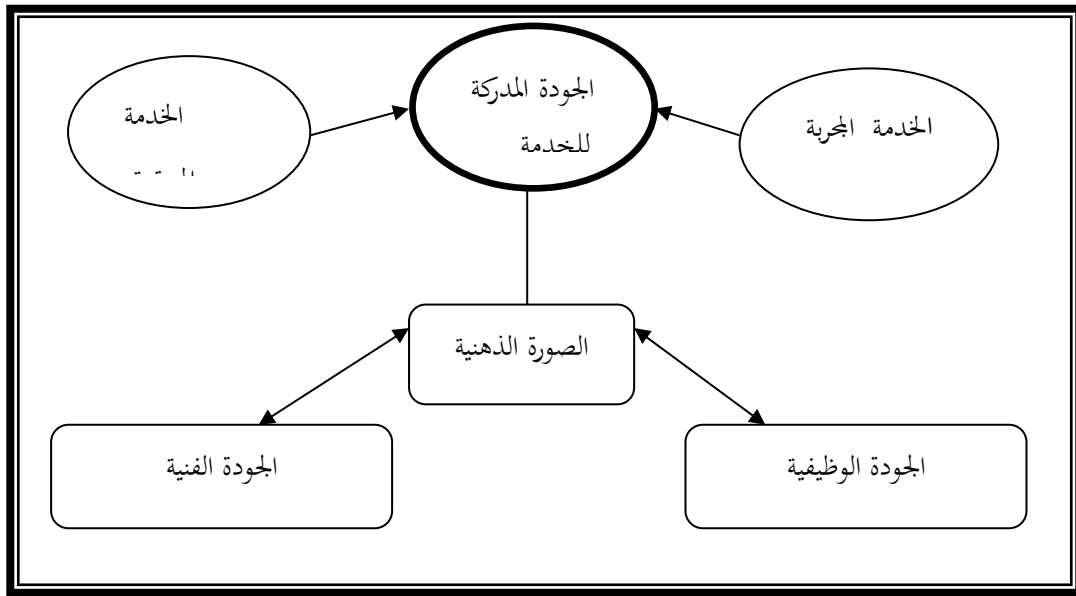 الجودة المدركة
للخدمة
الخدمة المجربة
الخدمة
الصورة الذهنية
الجودة الوظيفية
الجودة الفنية